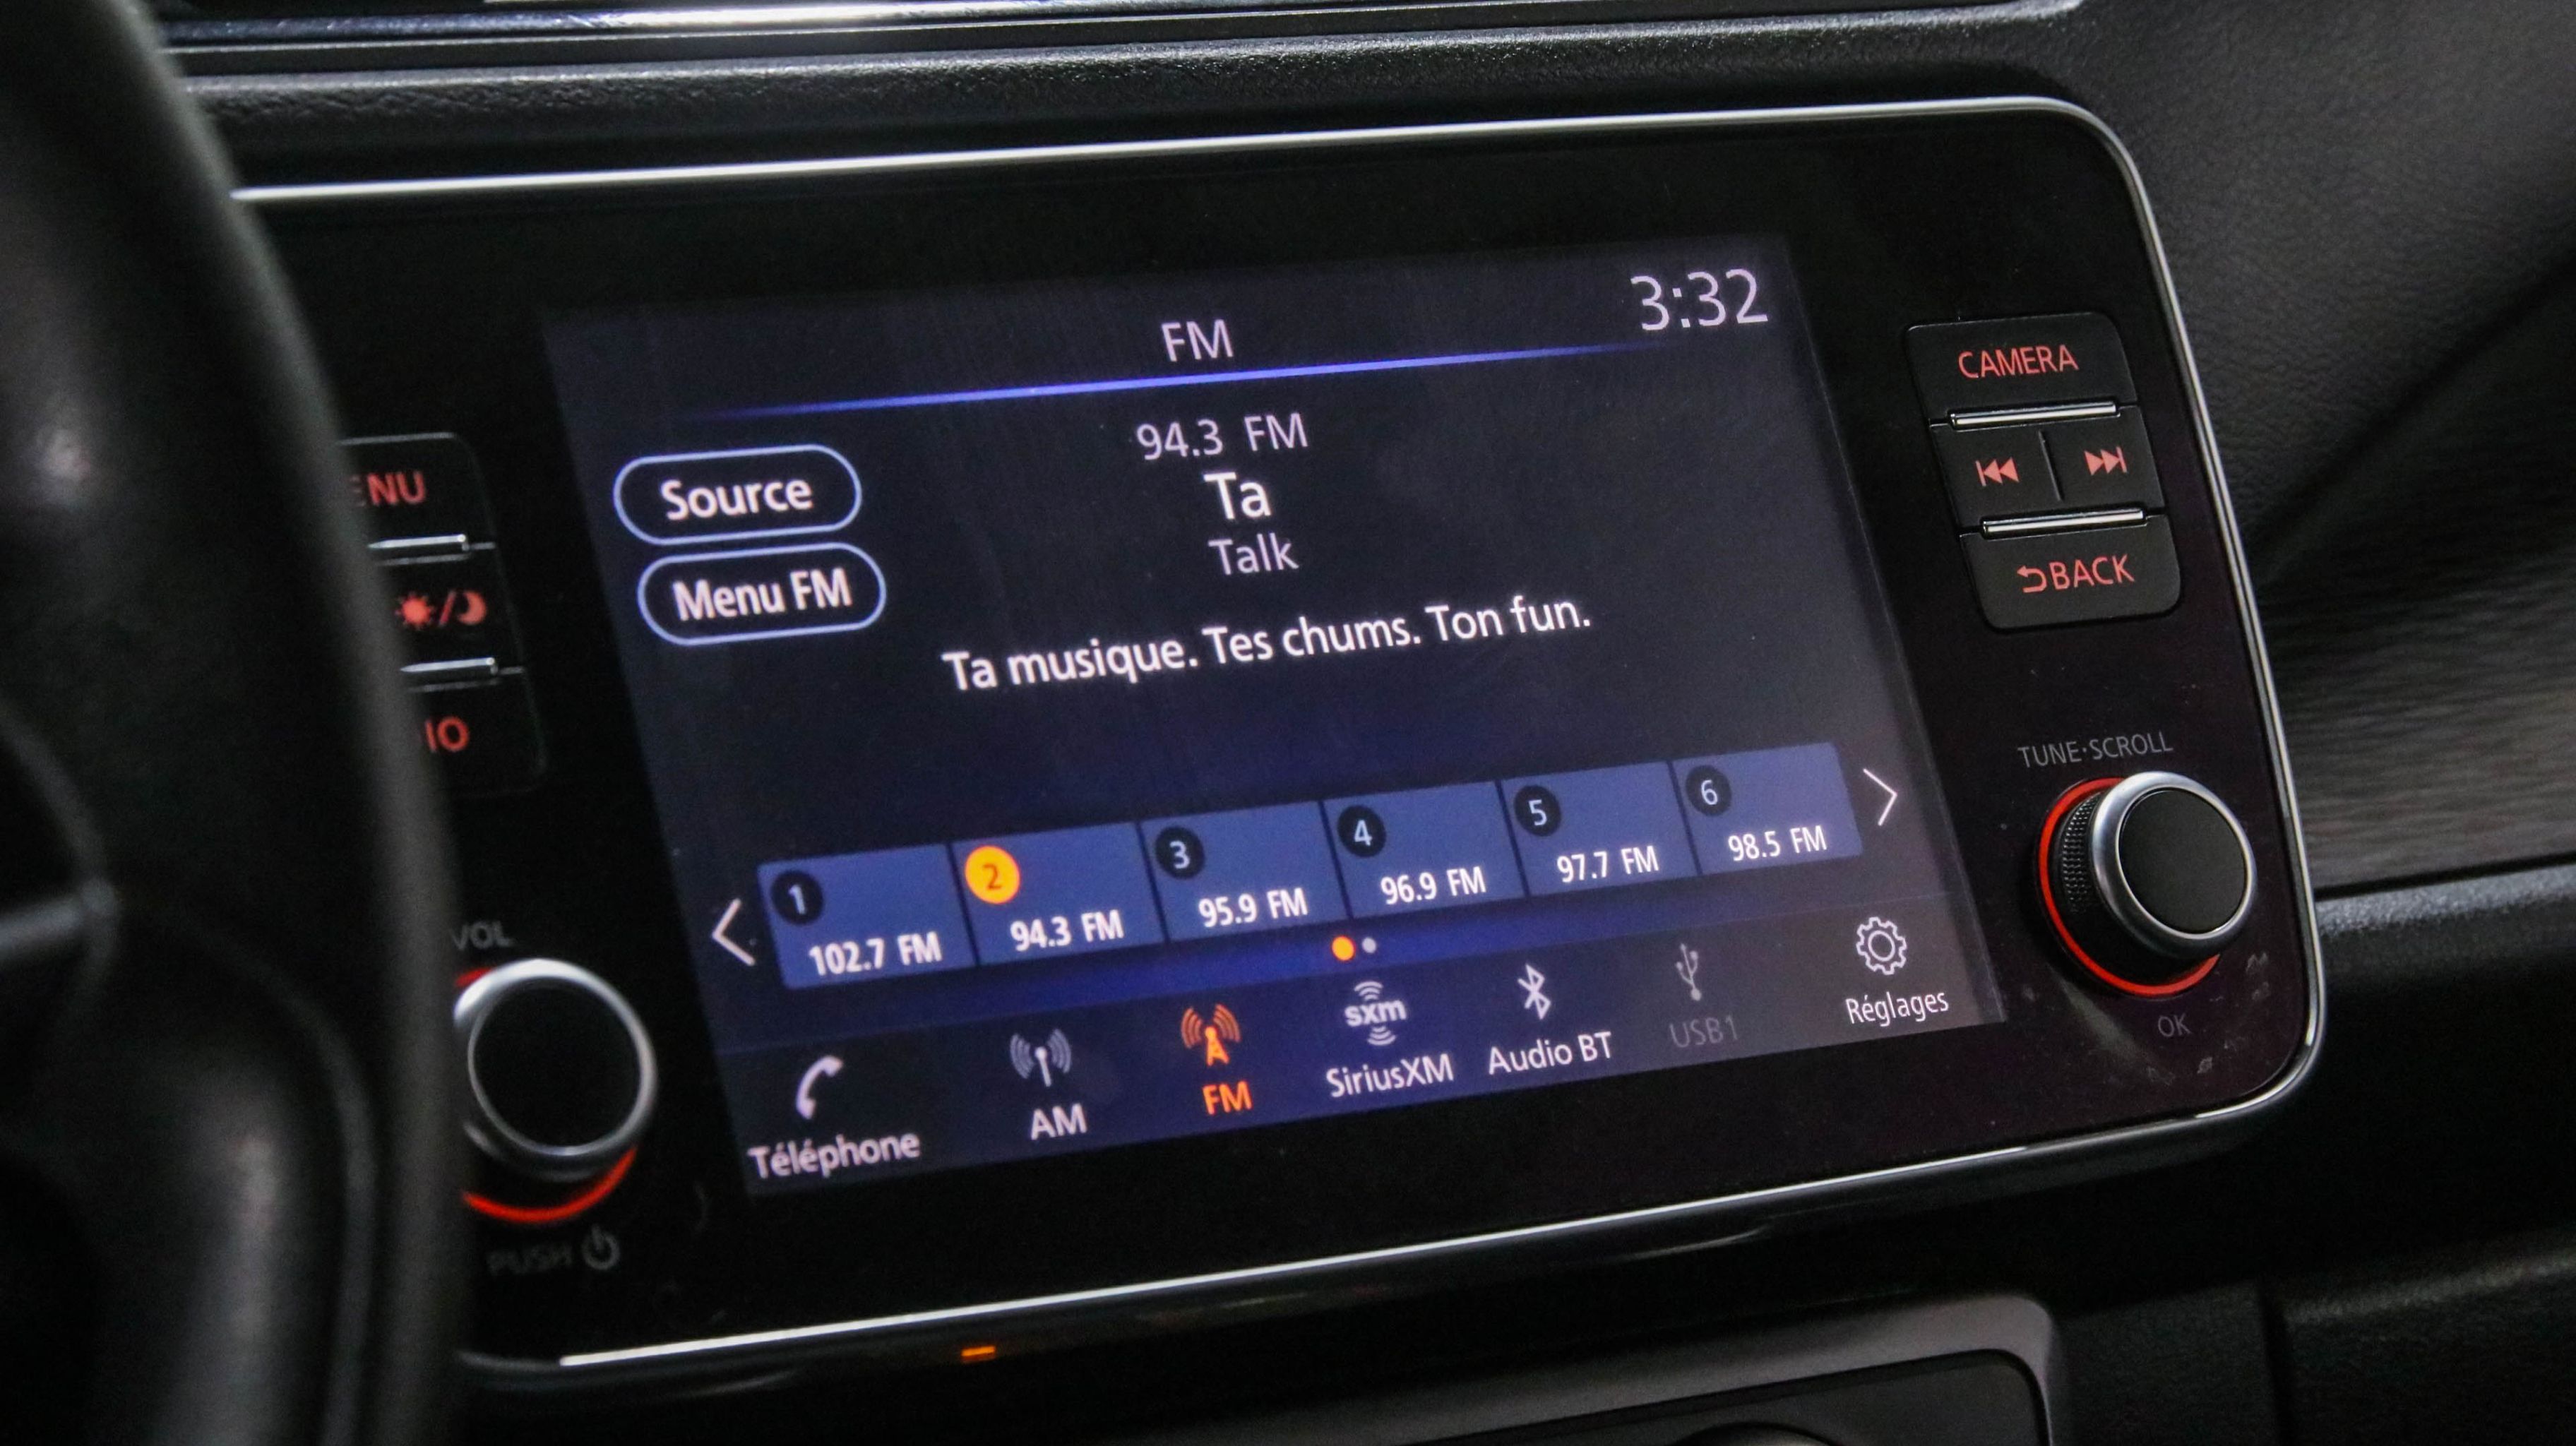 3:32
FM
94.3 FM
Ta
Talk
Source
Menu FM
Ta musique. Tes chums. Ton fun.
1 2 3 4 5 6
102.7 FM 94.3 FM 95.9 FM 96.9 FM 97.7 FM 98.5 FM
sxm
Téléphone AM FM SiriusXM Audio BT USB1 Réglages
ENU
IO
VOL
PUSH
CAMERA
BACK
TUNE·SCROLL
OK